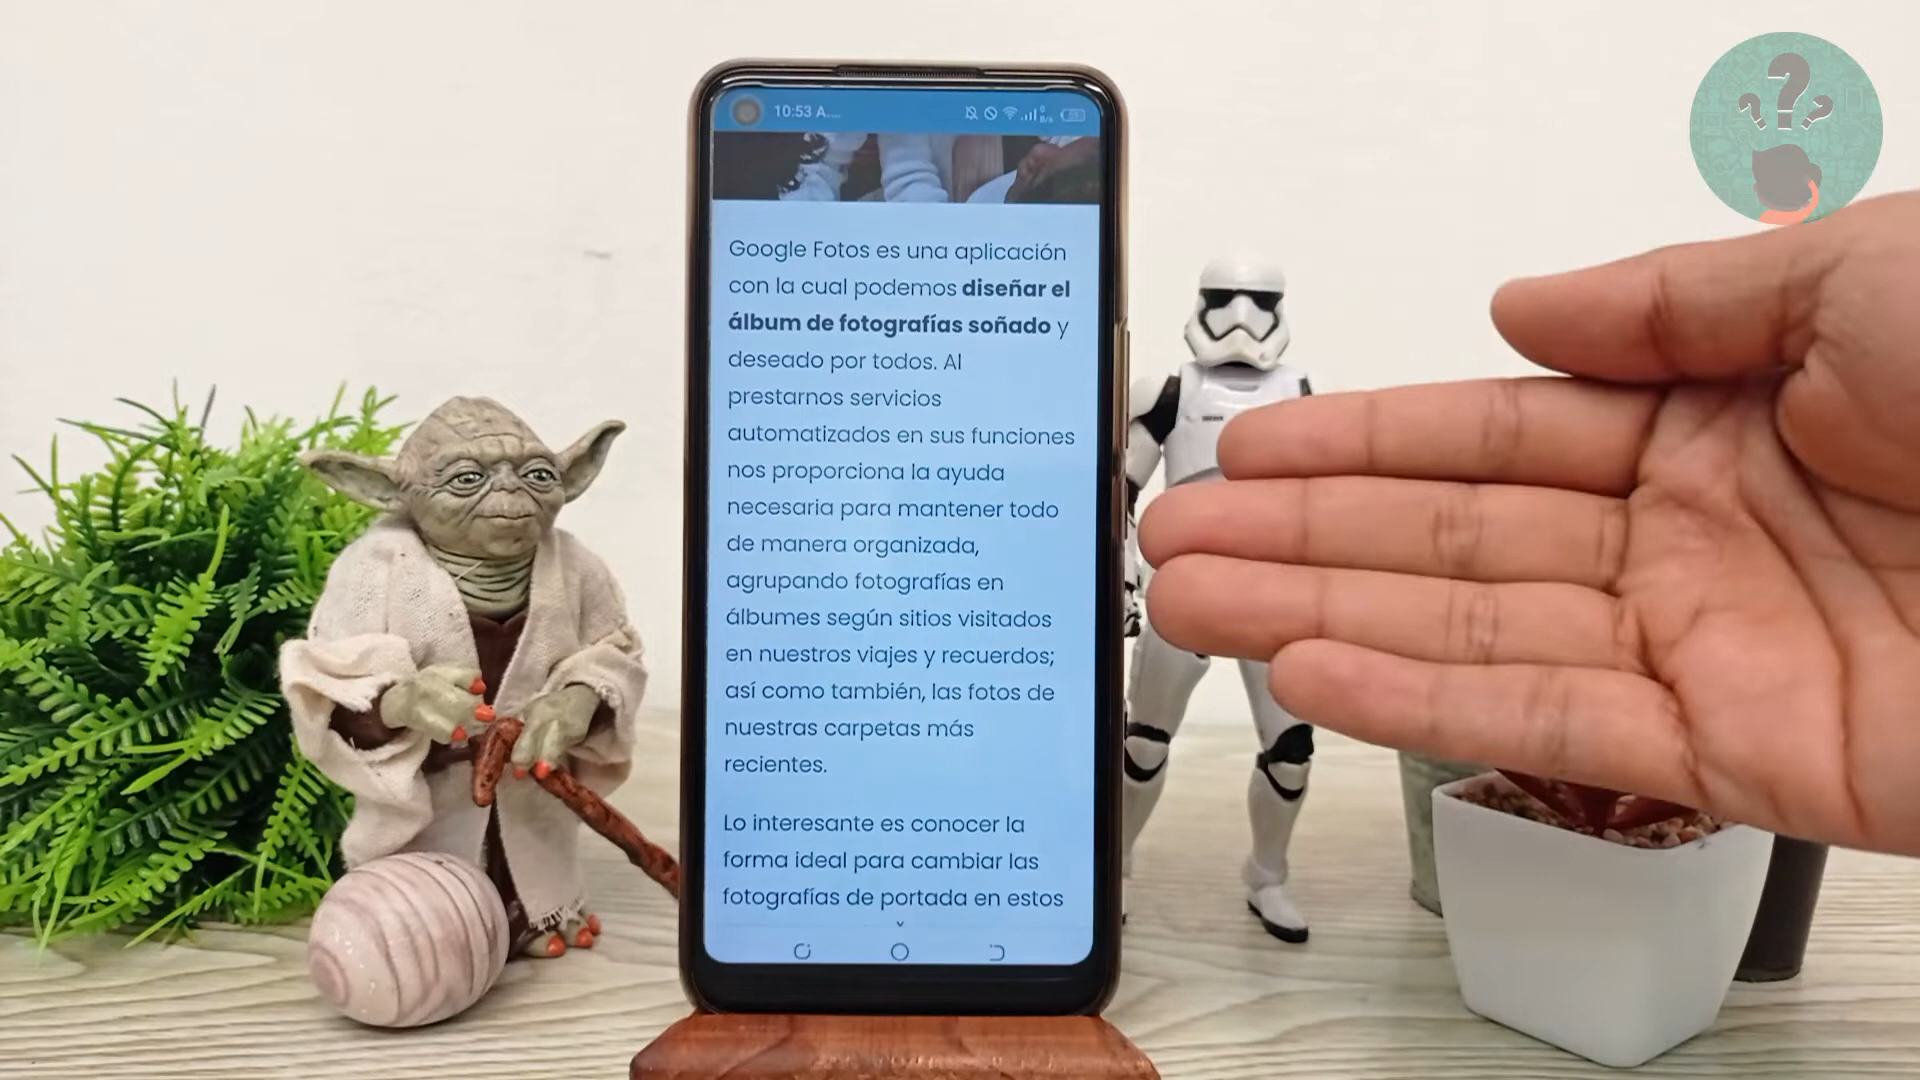 10:53 A....
Google Fotos es una aplicación
con la cual podemos diseñar el
álbum de fotografías soñado y
deseado por todos. Al
prestarnos servicios
automatizados en sus funciones
nos proporciona la ayuda
necesaria para mantener todo
de manera organizada,
agrupando fotografías en
álbumes según sitios visitados
en nuestros viajes y recuerdos;
así como también, las fotos de
nuestras carpetas más
recientes.
Lo interesante es conocer la
forma ideal para cambiar las
fotografías de portada en estos